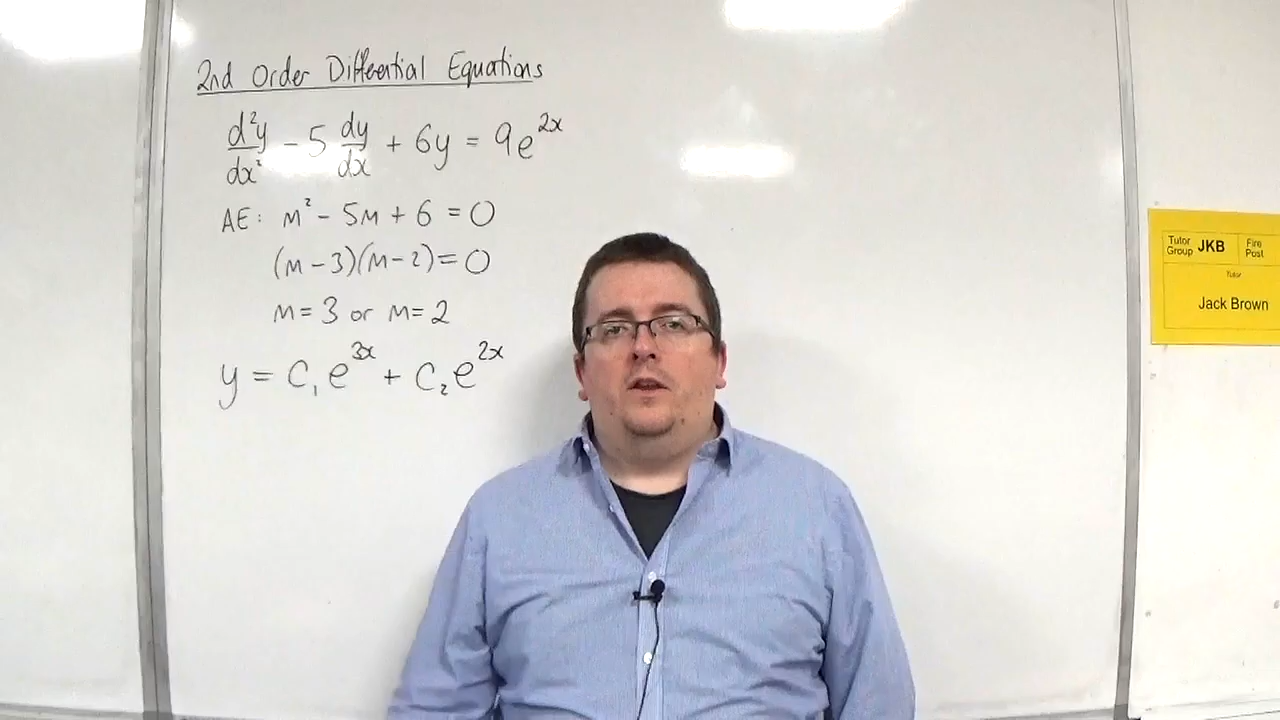 2nd Order Differential Equations
d²y/dx² - 5 dy/dx + 6y = 9e^2x
AE: m² - 5m + 6 = 0
(m - 3)(m - 2) = 0
m = 3 or m = 2
y = C₁e^3x + C₂e^2x
Tutor Group JKB Fire Post
Tutor
Jack Brown